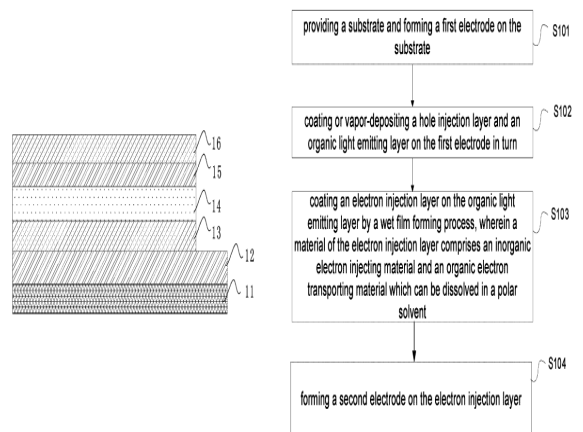 16
15
14
13
12
11
providing a substrate and forming a first electrode on the
substrate
S101
coating or vapor-depositing a hole injection layer and an
organic light emitting layer on the first electrode in turn
S102
coating an electron injection layer on the organic light
emitting layer by a wet film forming process, wherein a
material of the electron injection layer comprises an inorganic
electron injecting material and an organic electron
transporting material which can be dissolved in a polar
solvent
S103
forming a second electrode on the electron injection layer
S104